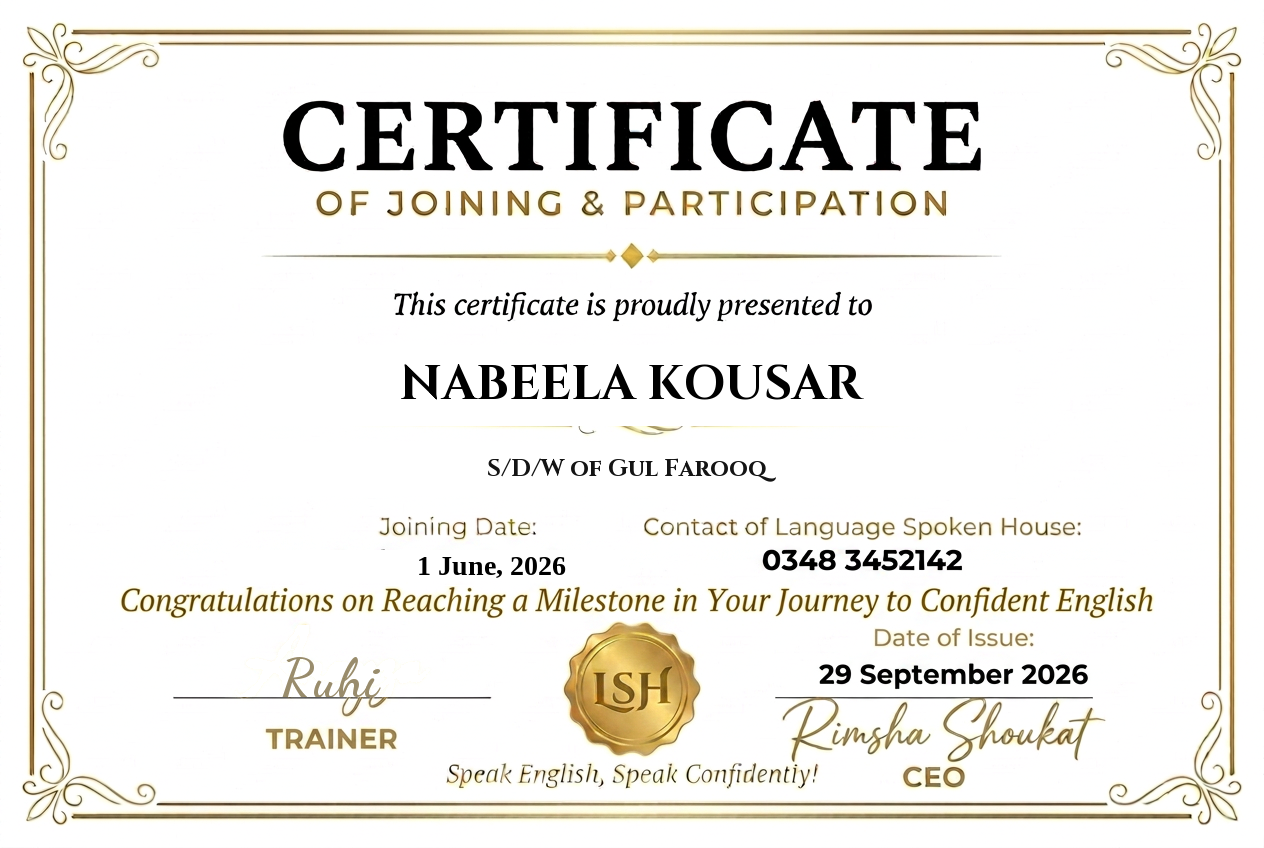 CERTIFICATE
OF JOINING & PARTICIPATION
This certificate is proudly presented to
NABEELA KOUSAR
S/D/W OF GUL FAROOQ
Joining Date:
1 June, 2026
Contact of Language Spoken House:
0348 3452142
Congratulations on Reaching a Milestone in Your Journey to Confident English
Ruhi
TRAINER
LSH
Date of Issue:
29 September 2026
Rimsha Shoukat
CEO
Speak English, Speak Confidently!